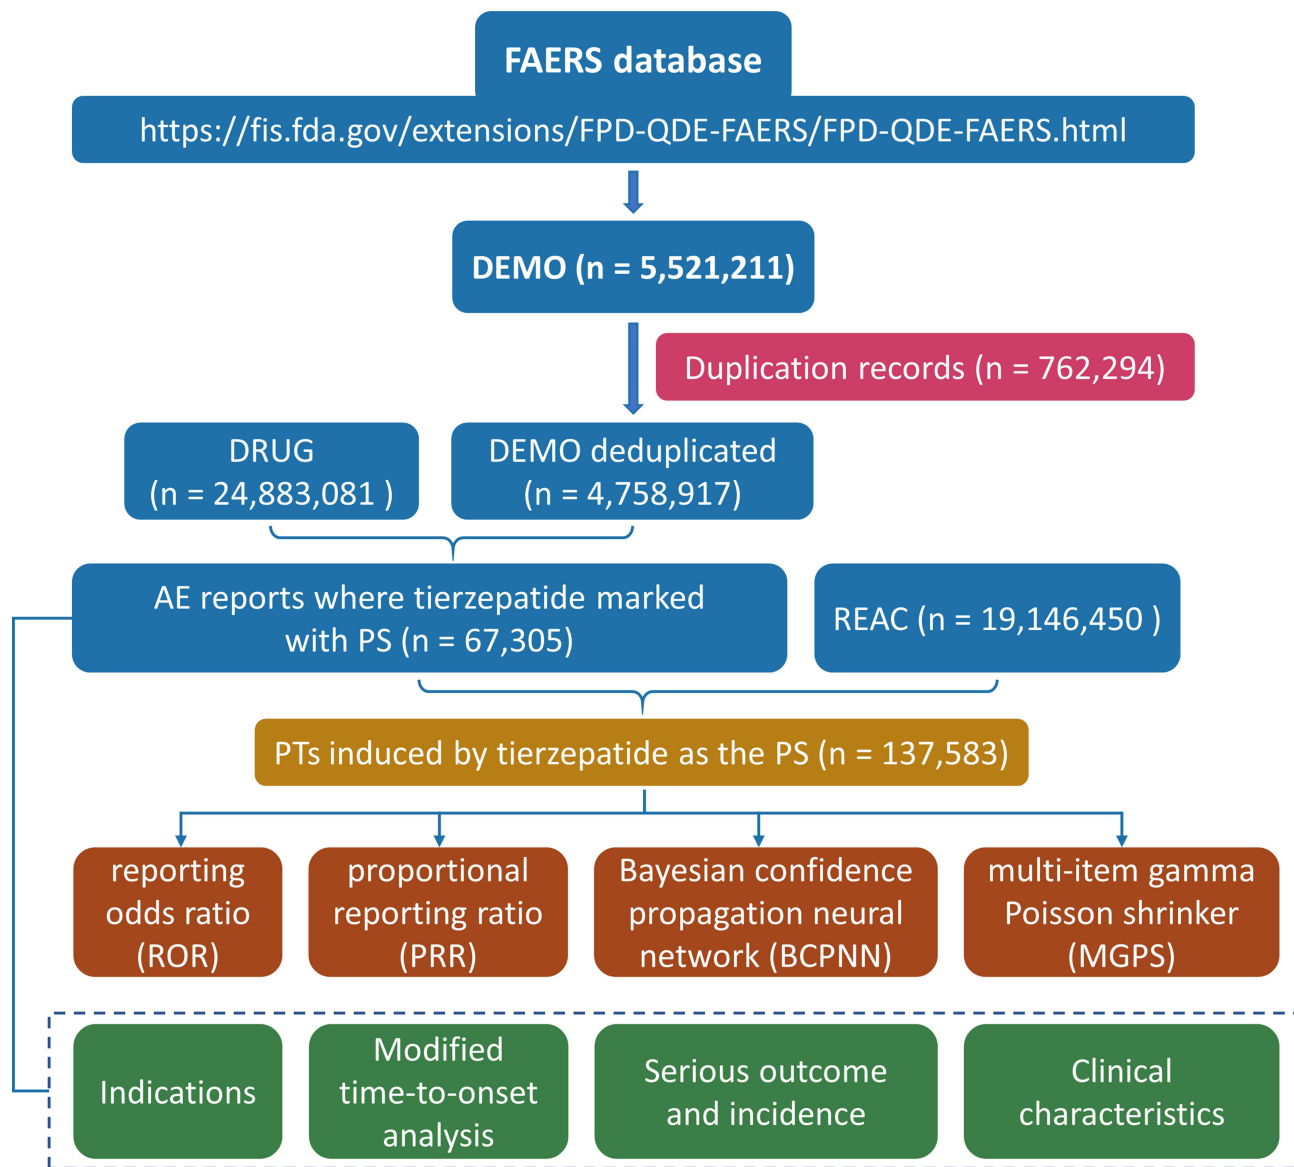 FAERS database
https://fis.fda.gov/extensions/FPD-QDE-FAERS/FPD-QDE-FAERS.html
DEMO (n = 5,521,211)
Duplication records (n = 762,294)
DRUG
(n = 24,883,081 )
DEMO deduplicated
(n = 4,758,917)
AE reports where tierzepatide marked
with PS (n = 67,305)
REAC (n = 19,146,450 )
PTs induced by tierzepatide as the PS (n = 137,583)
reporting
odds ratio
(ROR)
proportional
reporting ratio
(PRR)
Bayesian confidence
propagation neural
network (BCPNN)
multi-item gamma
Poisson shrinker
(MGPS)
Indications
Modified
time-to-onset
analysis
Serious outcome
and incidence
Clinical
characteristics